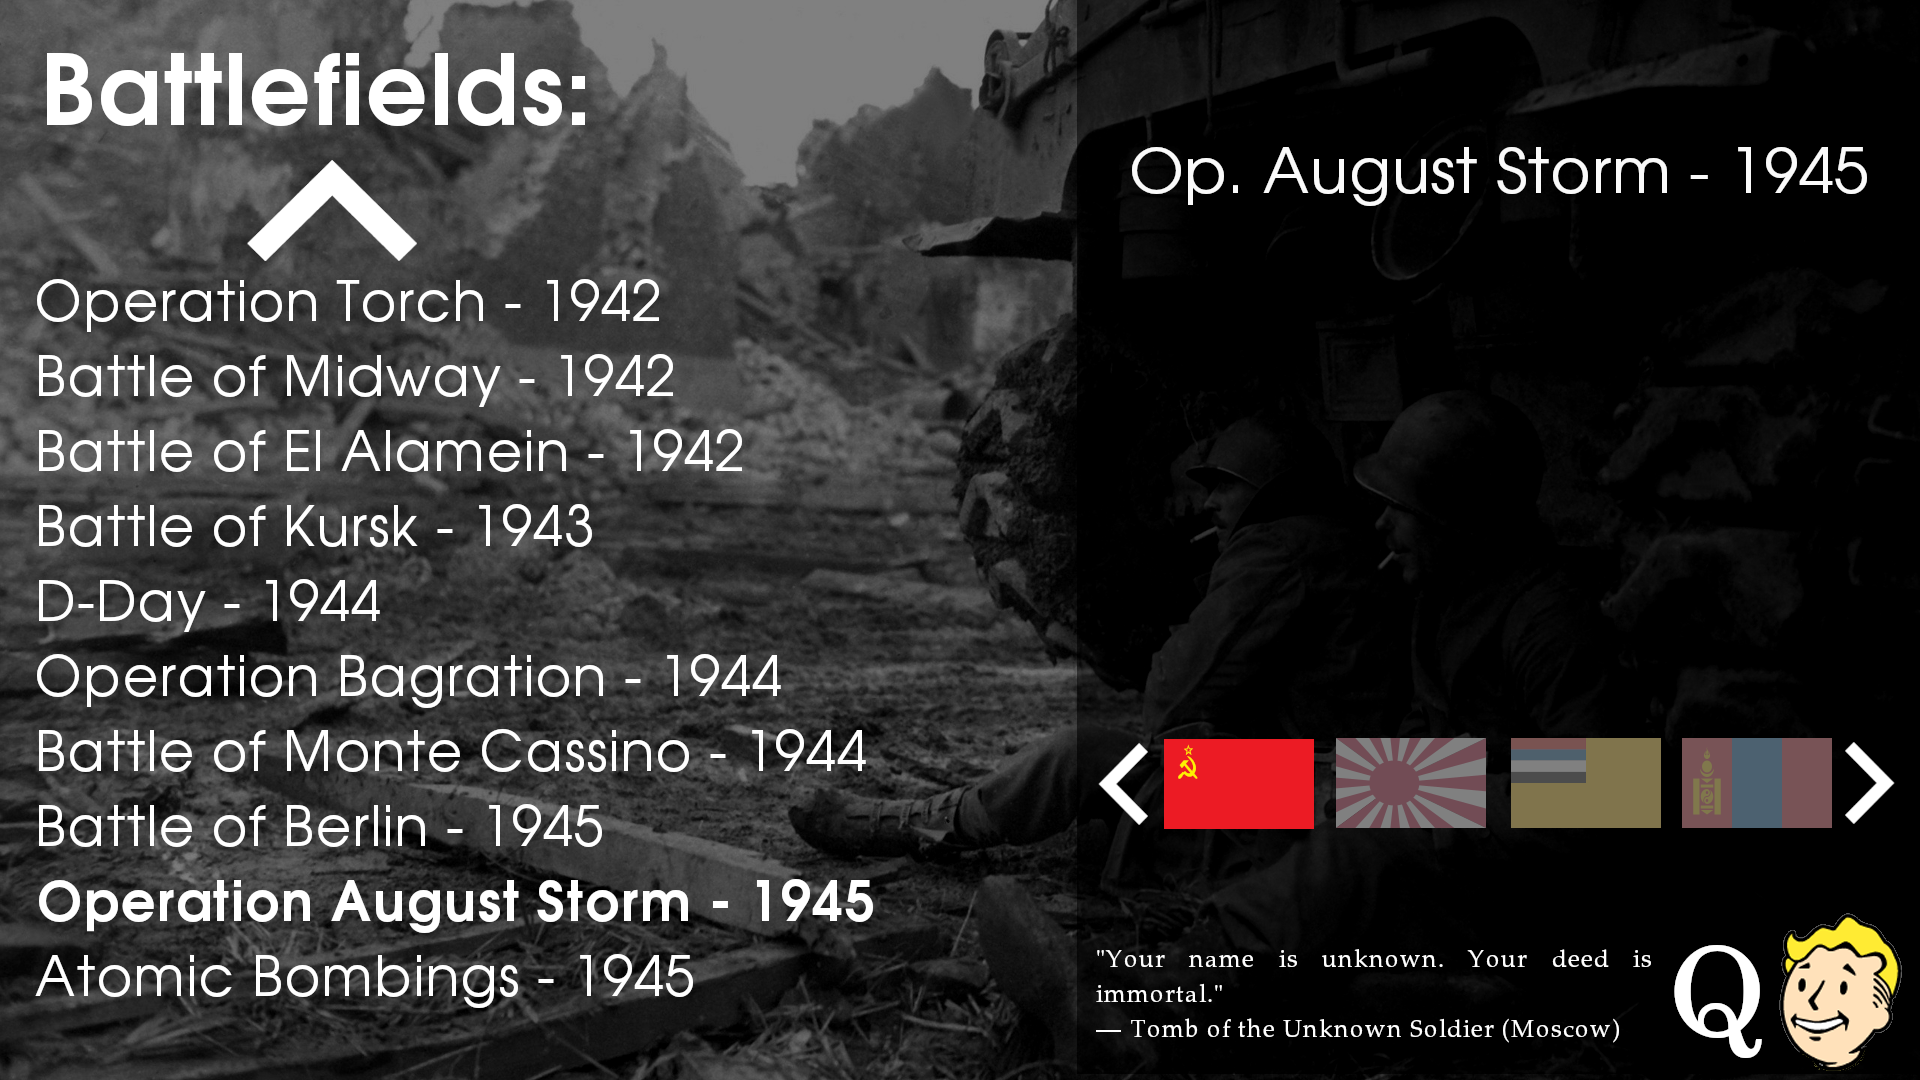 Battlefields:
Operation Torch - 1942
Battle of Midway - 1942
Battle of El Alamein - 1942
Battle of Kursk - 1943
D-Day - 1944
Operation Bagration - 1944
Battle of Monte Cassino - 1944
Battle of Berlin - 1945
Operation August Storm - 1945
Atomic Bombings - 1945
Op. August Storm - 1945
"Your name is unknown. Your deed is
immortal."
— Tomb of the Unknown Soldier (Moscow)
Q